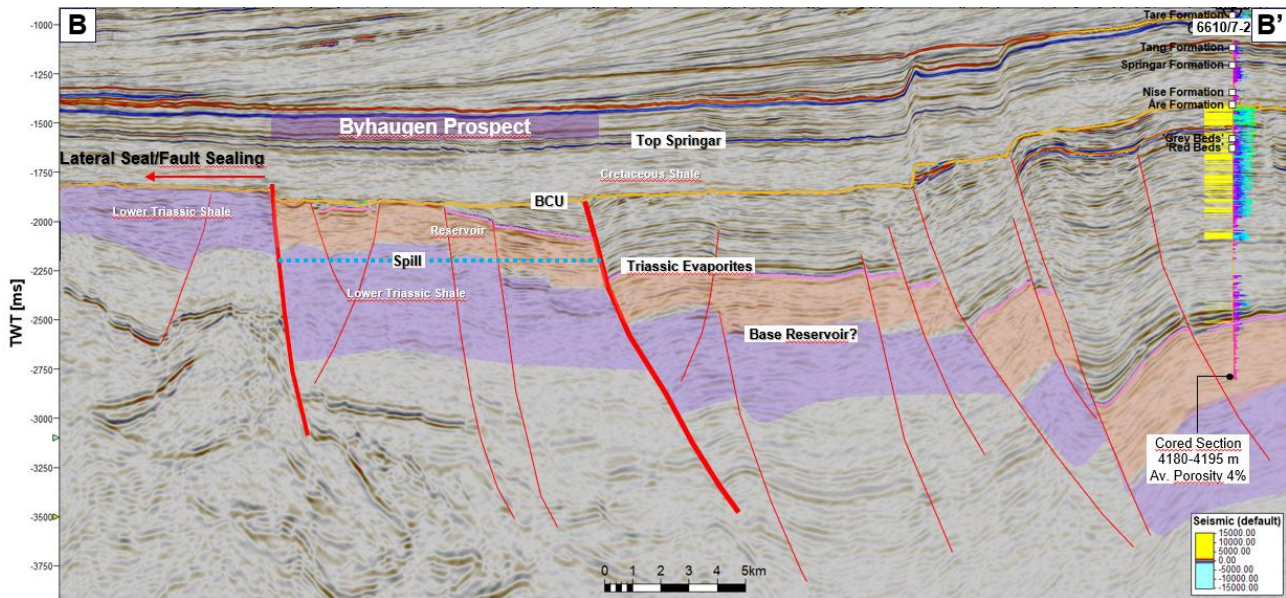 B
B'
Tare Formation
6610/7-2
Tang Formation
Springar Formation
Nise Formation
Åre Formation
'Grey Beds'
'Red Beds'
Byhaugen Prospect
Top Springar
Lateral Seal/Fault Sealing
Cretaceous Shale
BCU
Lower Triassic Shale
Reservoir
Spill
Triassic Evaporites
Lower Triassic Shale
Base Reservoir?
Cored Section
4180-4195 m
Av. Porosity 4%
TWT [ms]
-1000
-1250
-1500
-1750
-2000
-2250
-2500
-2750
-3000
-3250
-3500
-3750
0 1 2 3 4 5km
Seismic (default)
15000.00
10000.00
5000.00
0.00
-5000.00
-10000.00
-15000.00